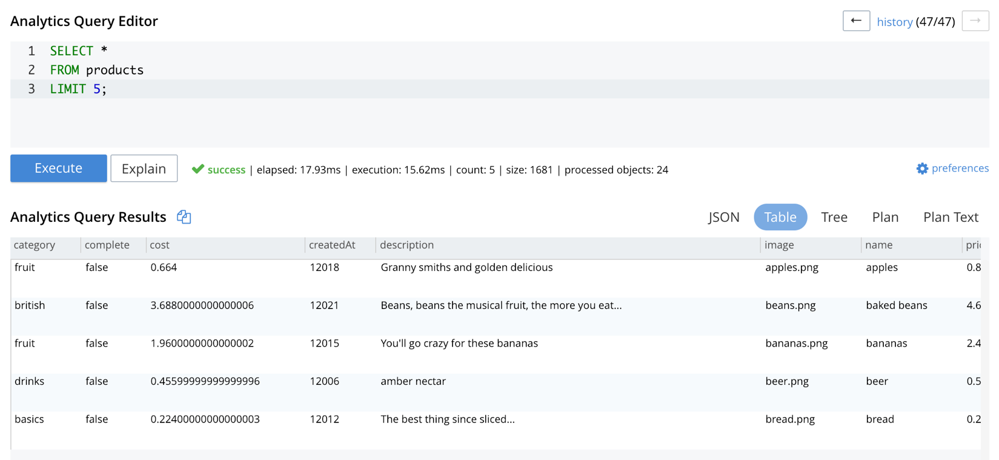 Analytics Query Editor
← history (47/47) →
1 SELECT *
2 FROM products
3 LIMIT 5;
Execute Explain success | elapsed: 17.93ms | execution: 15.62ms | count: 5 | size: 1681 | processed objects: 24 preferences
Analytics Query Results JSON Table Tree Plan Plan Text
category complete cost createdAt description image name
fruit false 0.664 12018 Granny smiths and golden delicious apples.png apples 0.8
british false 3.6880000000000006 12021 Beans, beans the musical fruit, the more you eat... beans.png baked beans 4.6
fruit false 1.9600000000000002 12015 You'll go crazy for these bananas bananas.png bananas 2.4
drinks false 0.45599999999999996 12006 amber nectar beer.png beer 0.5
basics false 0.22400000000000003 12012 The best thing since sliced... bread.png bread 0.2